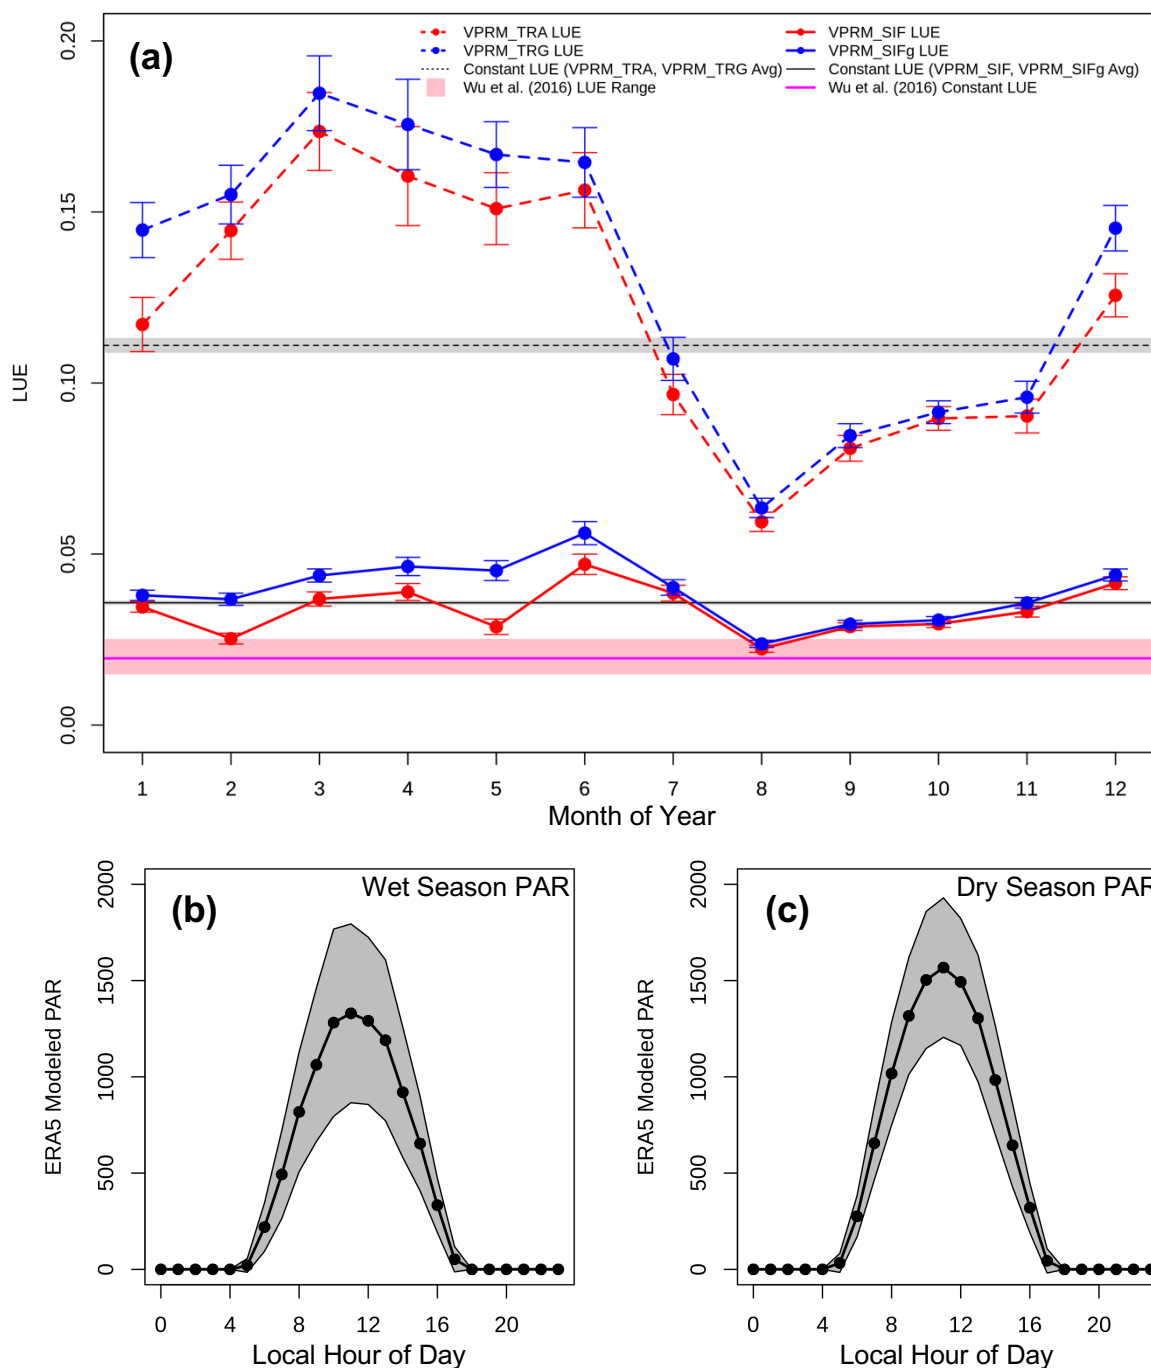 (a)
VPRM_TRA LUE
VPRM_TRG LUE
Constant LUE (VPRM_TRA, VPRM_TRG Avg)
Wu et al. (2016) LUE Range
VPRM_SIF LUE
VPRM_SIFg LUE
Constant LUE (VPRM_SIF, VPRM_SIFg Avg)
Wu et al. (2016) Constant LUE
LUE
0.20
0.15
0.10
0.05
0.00
1 2 3 4 5 6 7 8 9 10 11 12
Month of Year
(b)
Wet Season PAR
ERA5 Modeled PAR
2000
1500
1000
500
0
0 4 8 12 16 20
Local Hour of Day
(c)
Dry Season PAR
ERA5 Modeled PAR
2000
1500
1000
500
0
0 4 8 12 16 20
Local Hour of Day